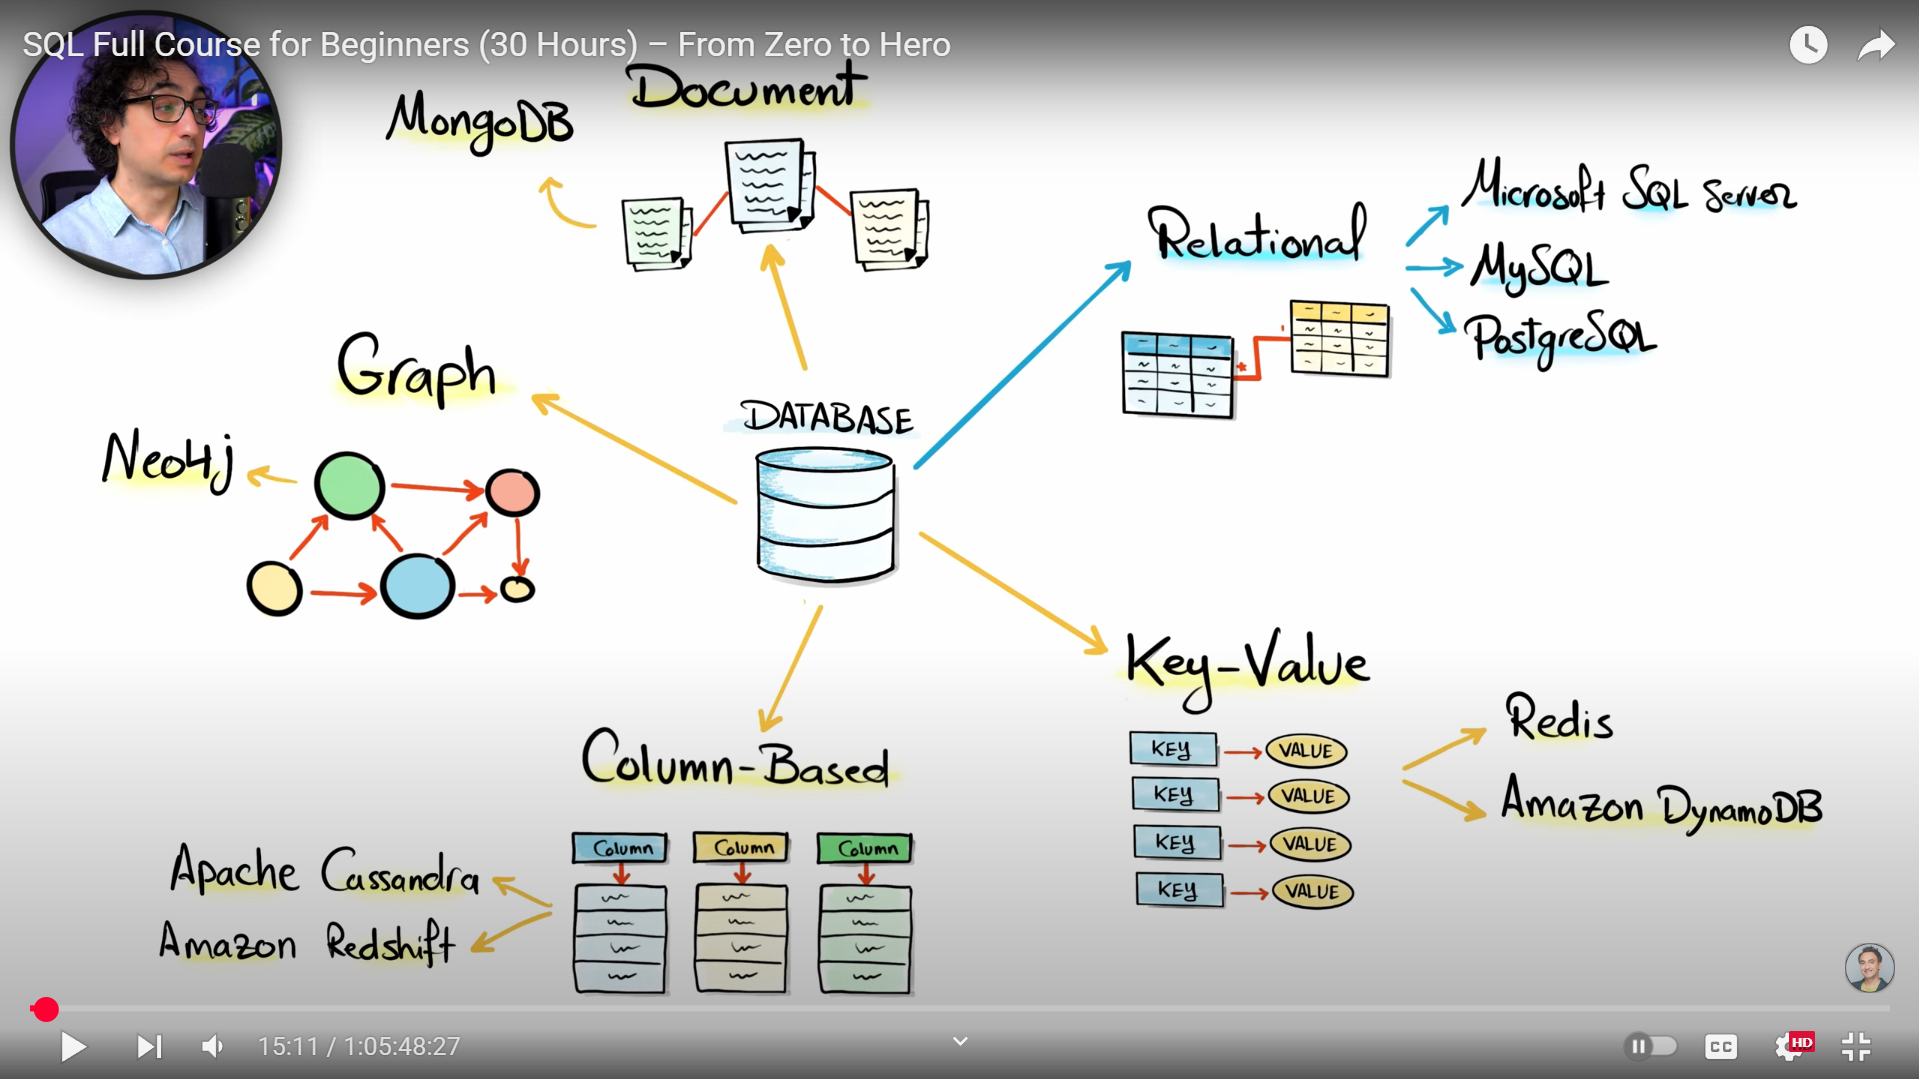 SQL Full Course for Beginners (30 Hours) – From Zero to Hero
Document
MongoDB
Relational
Microsoft SQL Server
MySQL
PostgreSQL
Graph
Neo4j
DATABASE
Key-Value
KEY VALUE
KEY VALUE
KEY VALUE
KEY VALUE
Redis
Amazon DynamoDB
Column-Based
Column Column Column
Apache Cassandra
Amazon Redshift
15:11 / 1:05:48:27
CC
HD